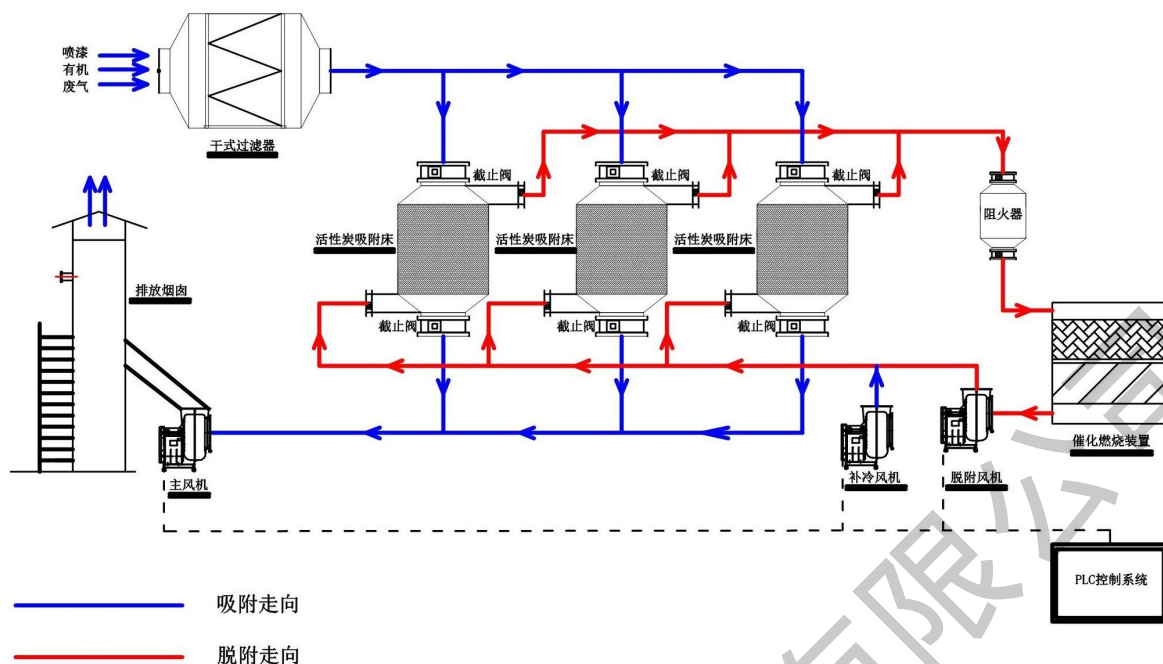 喷漆
有机
废气
干式过滤器
截止阀
截止阀
截止阀
阻火器
活性炭吸附床
活性炭吸附床
活性炭吸附床
排放烟囱
截止阀
截止阀
截止阀
催化燃烧装置
主风机
补冷风机
脱附风机
PLC控制系统
吸附走向
脱附走向
有限公司